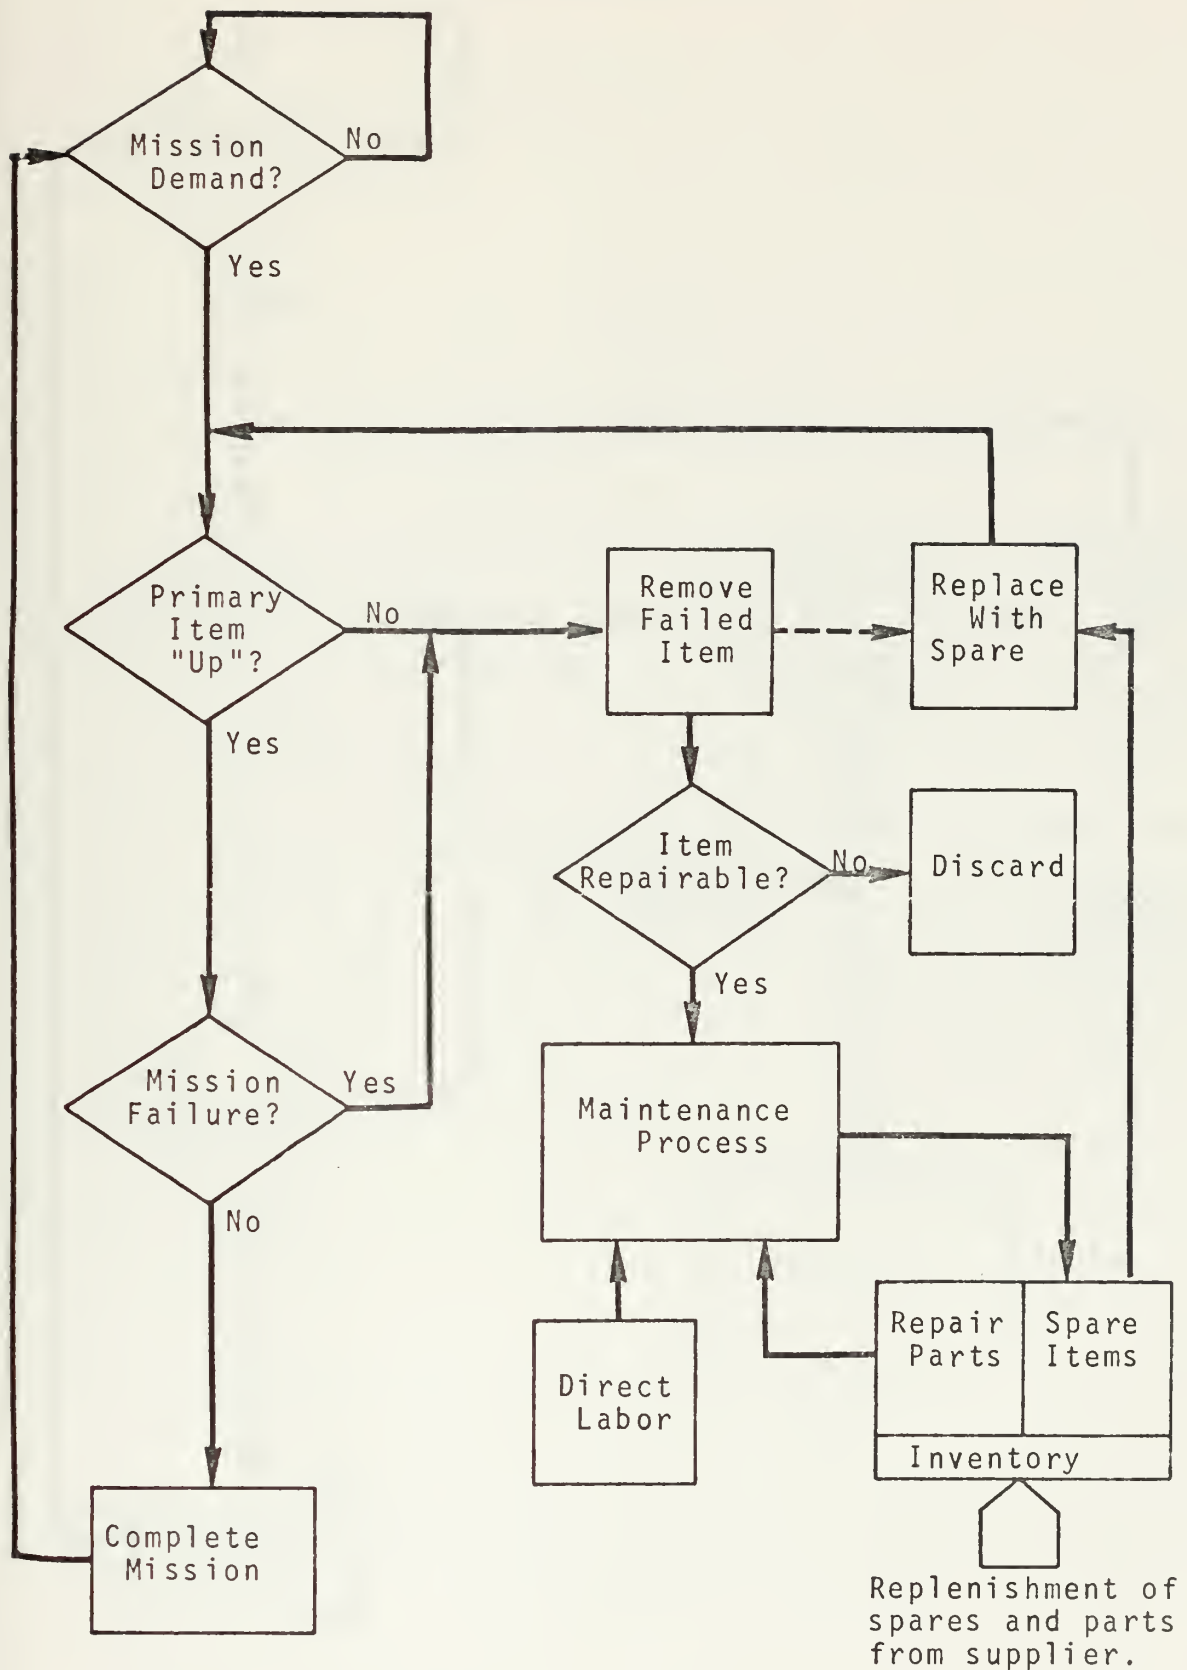 Mission
Demand?
No
Yes
Primary
Item
"Up"?
No
Yes
Remove
Failed
Item
Replace
With
Spare
Item
Repairable?
No
Discard
Yes
Mission
Failure?
Yes
No
Maintenance
Process
Direct
Labor
Repair
Parts
Spare
Items
Inventory
Complete
Mission
Replenishment of
spares and parts
from supplier.